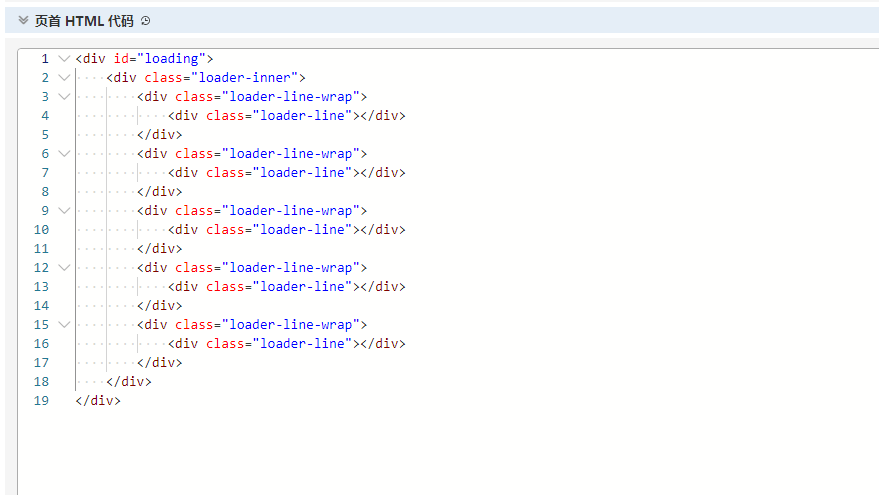 页首 HTML 代码
1 <div id="loading">
2     <div class="loader-inner">
3         <div class="loader-line-wrap">
4             <div class="loader-line"></div>
5         </div>
6         <div class="loader-line-wrap">
7             <div class="loader-line"></div>
8         </div>
9         <div class="loader-line-wrap">
10             <div class="loader-line"></div>
11         </div>
12         <div class="loader-line-wrap">
13             <div class="loader-line"></div>
14         </div>
15         <div class="loader-line-wrap">
16             <div class="loader-line"></div>
17         </div>
18     </div>
19 </div>